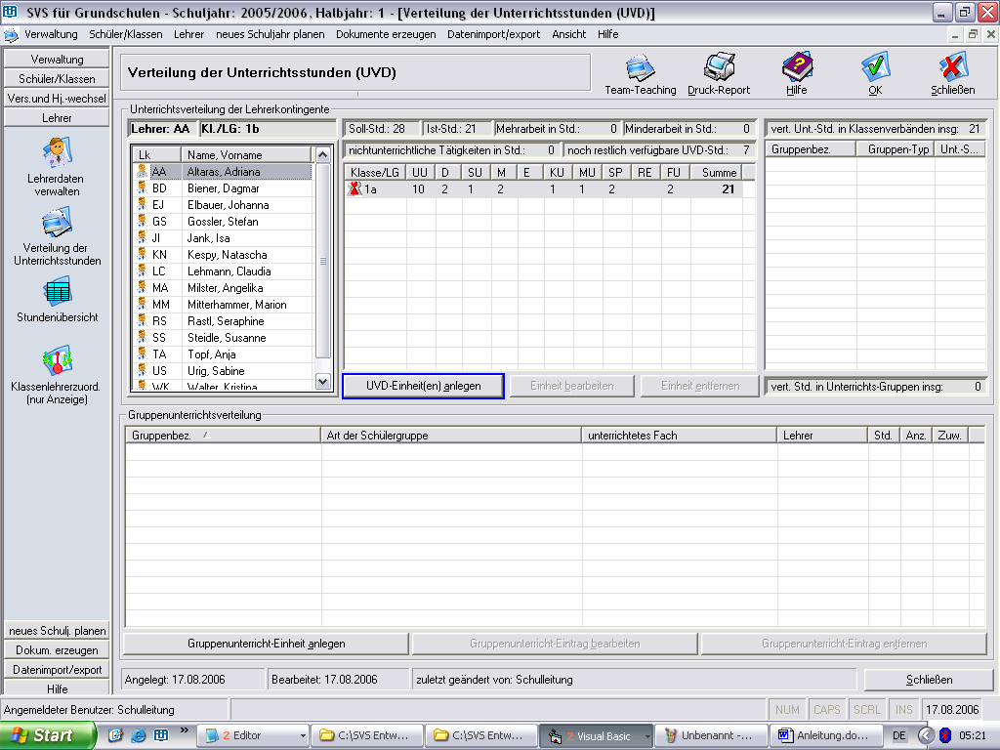 SVS für Grundschulen - Schuljahr: 2005/2006, Halbjahr: 1 - [Verteilung der Unterrichtsstunden (UVD)]
Verwaltung Schüler/Klassen Lehrer neues Schuljahr planen Dokumente erzeugen Datenimport/export Ansicht Hilfe
Verwaltung
Schüler/Klassen
Vers.und Hj.-wechsel
Lehrer
Lehrerdaten
verwalten
Verteilung der
Unterrichtsstunden
Stundenübersicht
Klassenlehrerzuord.
(nur Anzeige)
neues Schulj. planen
Dokum. erzeugen
Datenimport/export
Hilfe
Verteilung der Unterrichtsstunden (UVD)
Team-Teaching Druck-Report Hilfe OK Schließen
Unterrichtsverteilung der Lehrerkontingente
Lehrer: AA Kl./LG: 1b
Lk Name, Vorname
AA Altaras, Adriana
BD Biener, Dagmar
EJ Elbauer, Johanna
GS Gossler, Stefan
JI Jank, Isa
KN Kespy, Natascha
LC Lehmann, Claudia
MA Milster, Angelika
MM Mitterhammer, Marion
RS Rastl, Seraphine
SS Steidle, Susanne
TA Topf, Anja
US Urig, Sabine
WK Walter, Kristina
Soll-Std.: 28 Ist-Std.: 21 Mehrarbeit in Std.: 0 Minderarbeit in Std.: 0
nichtunterrichtliche Tätigkeiten in Std.: 0 noch restlich verfügbare UVD-Std.: 7
Klasse/LG UU D SU M E KU MU SP RE FU Summe
1a 10 2 1 2 1 1 2 2 21
UVD-Einheit(en) anlegen Einheit bearbeiten Einheit entfernen
vert. Unt.-Std. in Klassenverbänden insg: 21
Gruppenbez. Gruppen-Typ Unt.-S...
vert. Std. in Unterrichts-Gruppen insg: 0
Gruppenunterrichtsverteilung
Gruppenbez. Art der Schülergruppe unterrichtetes Fach Lehrer Std. Anz. Zuw.
Gruppenunterricht-Einheit anlegen Gruppenunterricht-Eintrag bearbeiten Gruppenunterricht-Eintrag entfernen
Angelegt: 17.08.2006 Bearbeitet: 17.08.2006 zuletzt geändert von: Schulleitung Schließen
Angemeldeter Benutzer: Schulleitung NUM CAPS SCRL INS 17.08.2006
Start » 2 Editor C:\SVS Entw... C:\SVS Entw... 2 Visual Basic Unbenannt -... Anleitung.do... DE 05:21